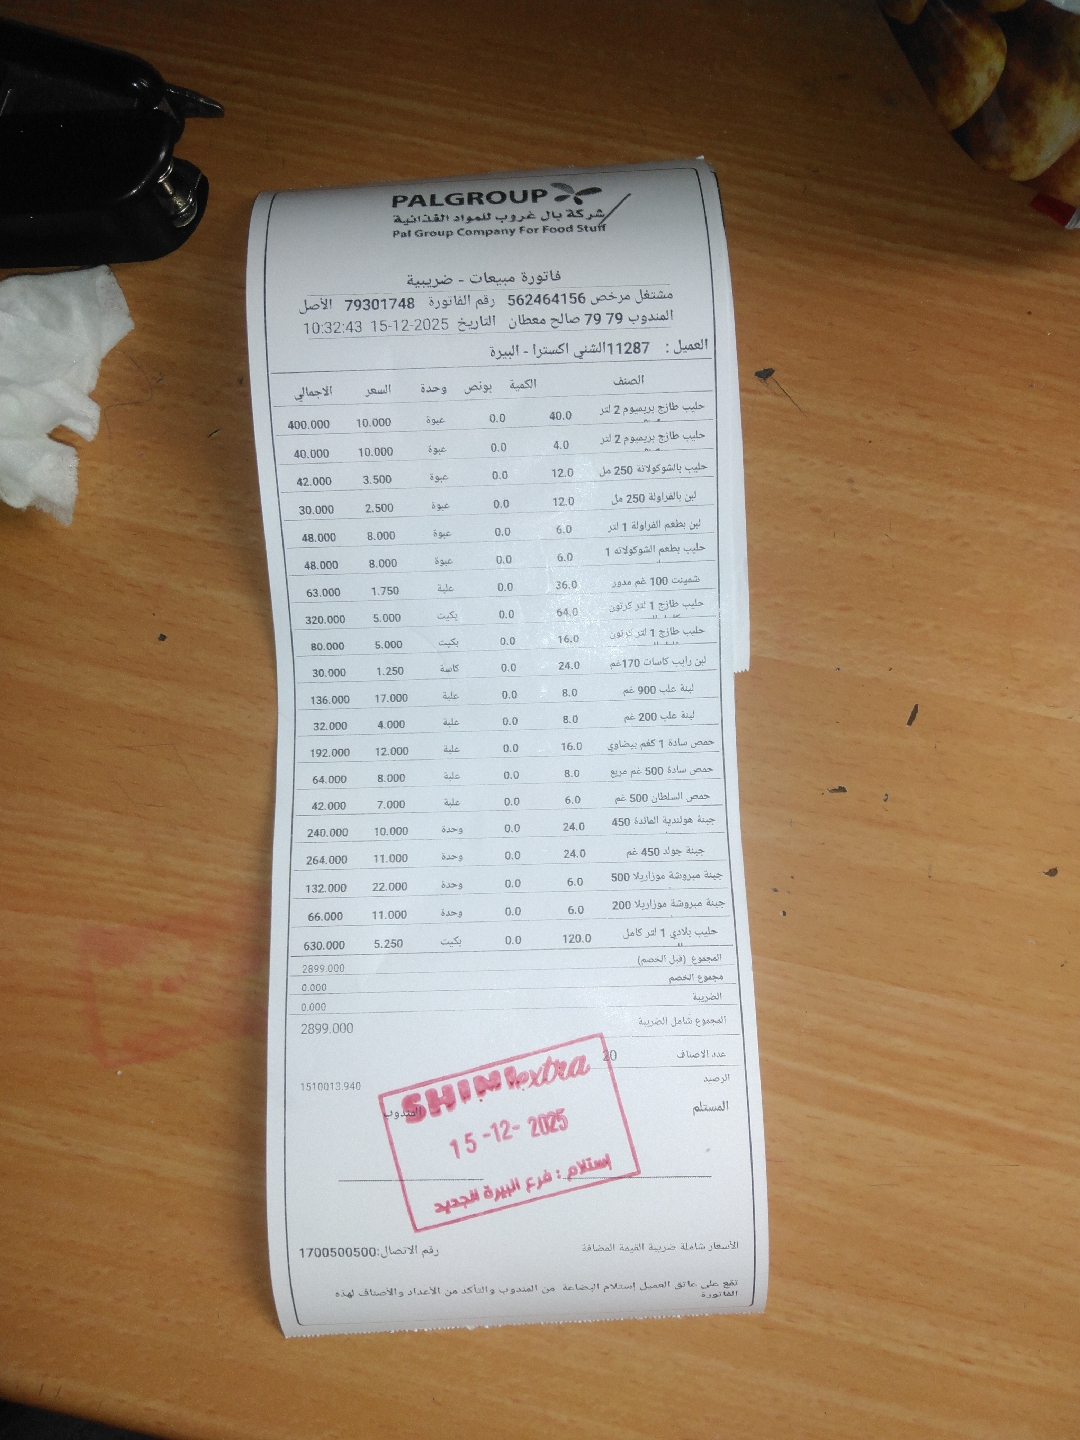 PALGROUP
شركة بال غروب للمواد الغذائية
Pal Group Company For Food Stuff
فاتورة مبيعات - ضريبية
مشتغل مرخص 562464156 رقم الفاتورة 79301748 الأصل
المندوب 79 79 صالح معطان التاريخ 15-12-2025 10:32:43
العميل : 11287الشني اكسترا - البيرة
الصنف الكمية بونص وحدة السعر الاجمالي
حليب طازج بريميوم 2 لتر 40.0 0.0 عبوة 10.000 400.000
حليب طازج بريميوم 2 لتر 4.0 0.0 عبوة 10.000 40.000
حليب بالشوكولاتة 250 مل 12.0 0.0 عبوة 3.500 42.000
لبن بالفراولة 250 مل 12.0 0.0 عبوة 2.500 30.000
لبن بطعم الفراولة 1 لتر 6.0 0.0 عبوة 8.000 48.000
حليب بطعم الشوكولاته 1 6.0 0.0 عبوة 8.000 48.000
شمينت 100 غم مدور 36.0 0.0 علبة 1.750 63.000
حليب طازج 1 لتر كرتون 64.0 0.0 بكيت 5.000 320.000
حليب طازج 1 لتر كرتون 16.0 0.0 بكيت 5.000 80.000
لبن رايب كاسات 170غم 24.0 0.0 كاسة 1.250 30.000
لبنة علب 900 غم 8.0 0.0 علبة 17.000 136.000
لبنة علب 200 غم 8.0 0.0 علبة 4.000 32.000
حمص سادة 1 كغم بيضاوي 16.0 0.0 علبة 12.000 192.000
حمص سادة 500 غم مربع 8.0 0.0 علبة 8.000 64.000
حمص السلطان 500 غم 6.0 0.0 علبة 7.000 42.000
جبنة هولندية المائدة 450 24.0 0.0 وحدة 10.000 240.000
جبنة جولد 450 غم 24.0 0.0 وحدة 11.000 264.000
جبنة مبروشة موزاريلا 500 6.0 0.0 وحدة 22.000 132.000
جبنة مبروشة موزاريلا 200 6.0 0.0 وحدة 11.000 66.000
حليب بلادي 1 لتر كامل 120.0 0.0 بكيت 5.250 630.000
المجموع (قبل الخصم) 2899.000
مجموع الخصم 0.000
الضريبة 0.000
المجموع شامل الضريبة 2899.000
عدد الاصناف 20
الرصيد 1510013.940
المستلم المندوب
SHINI extra
15-12-2025
إستلام : فرع البيرة الجديد
الأسعار شاملة ضريبة القيمة المضافة رقم الاتصال:1700500500
تقع على عاتق العميل إستلام البضاعة من المندوب والتأكد من الأعداد والأصناف لهذه
الفاتورة